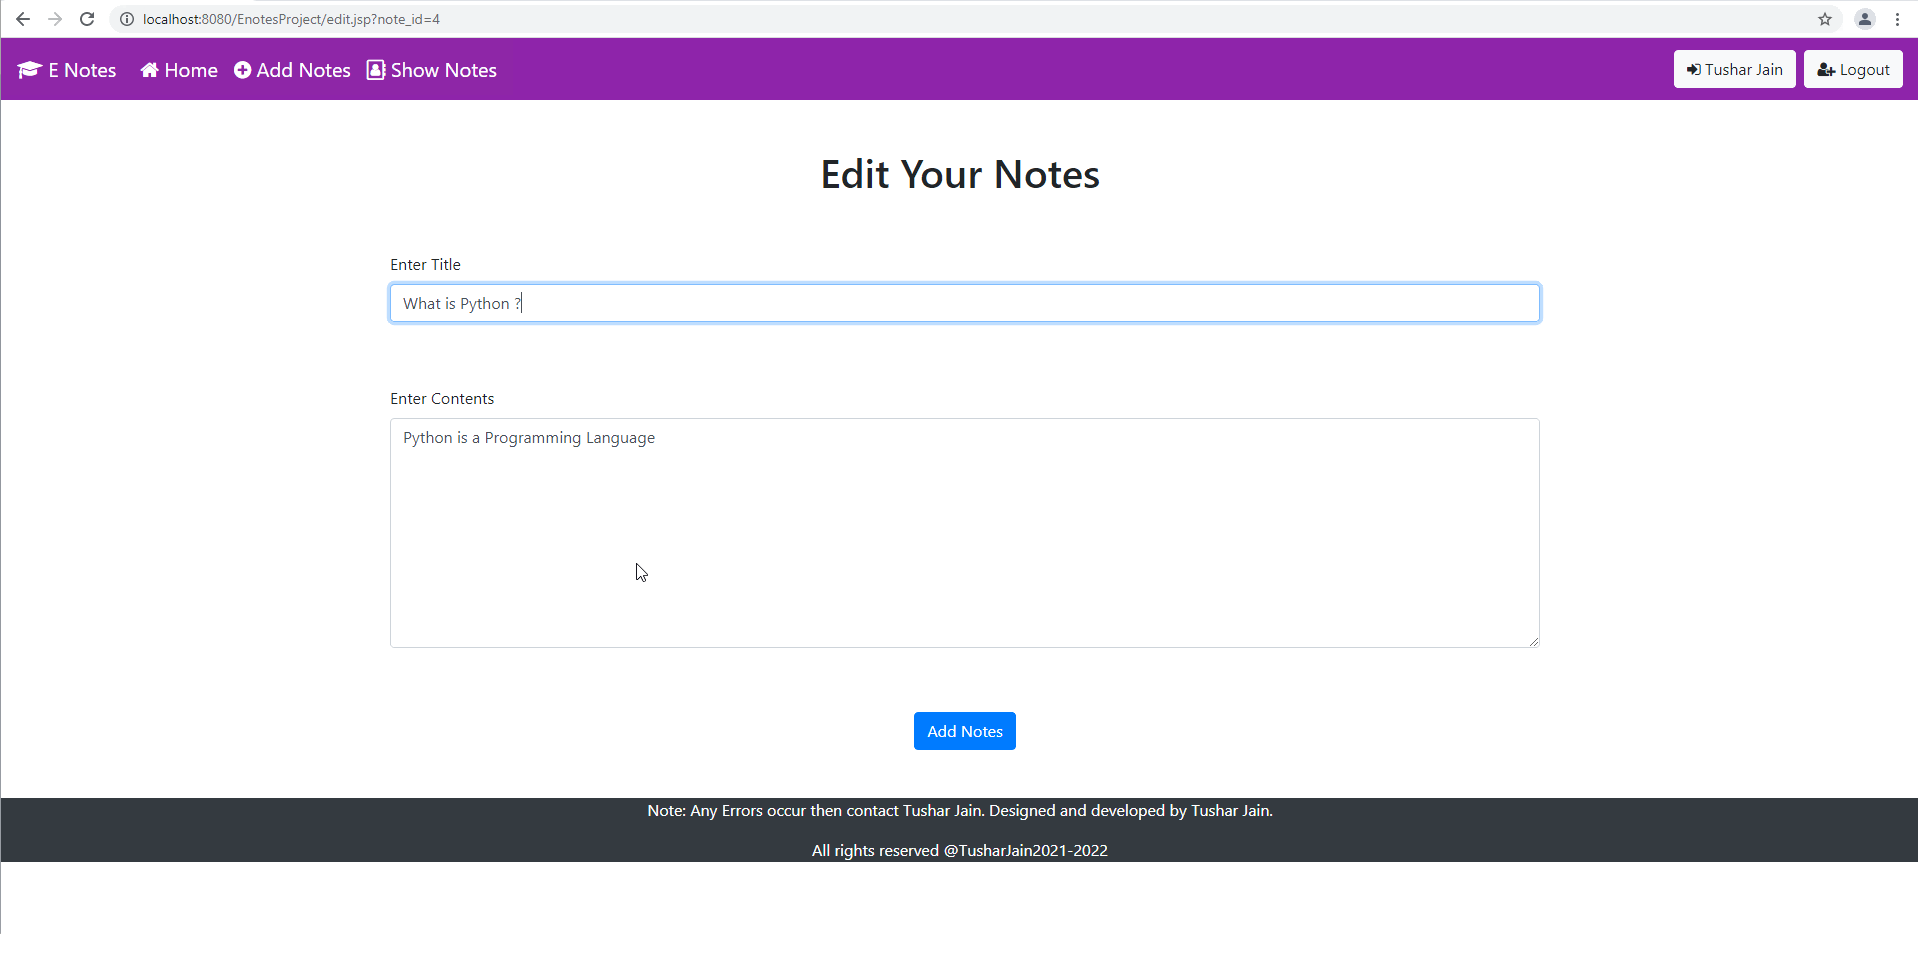 localhost:8080/EnotesProject/edit.jsp?note_id=4
E Notes Home Add Notes Show Notes Tushar Jain Logout
Edit Your Notes
Enter Title
What is Python ?
Enter Contents
Python is a Programming Language
Add Notes
Note: Any Errors occur then contact Tushar Jain. Designed and developed by Tushar Jain.
All rights reserved @TusharJain2021-2022